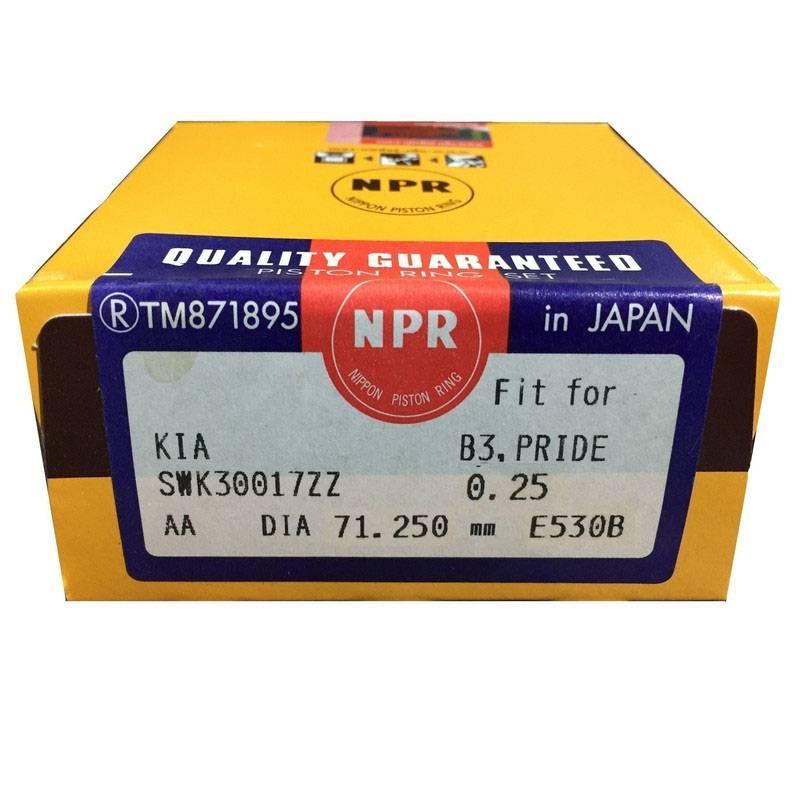 NPR
NIPPON PISTON RING
QUALITY GUARANTEED
PISTON RING SET
®TM871895
NPR
NIPPON PISTON RING
in JAPAN
Fit for
KIA B3,PRIDE
SWK30017ZZ 0.25
AA DIA 71.250 mm E530B